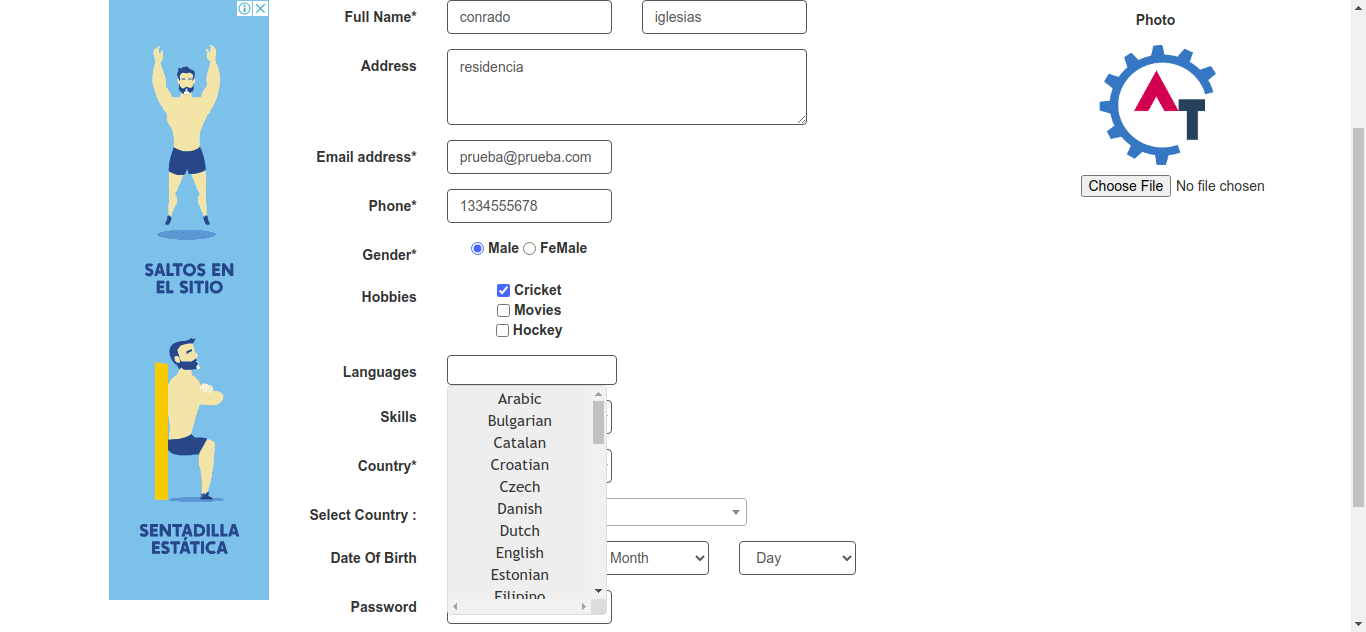 Full Name* conrado iglesias
Photo
Address residencia
Email address* prueba@prueba.com
Choose File No file chosen
Phone* 1334555678
Gender* Male FeMale
SALTOS EN
EL SITIO
Hobbies Cricket
Movies
Hockey
Languages
Arabic
Skills
Bulgarian
Catalan
Country* Croatian
Czech
Select Country : Danish
Dutch
SENTADILLA
ESTÁTICA
Date Of Birth English Month Day
Estonian
Filipino
Password
AT